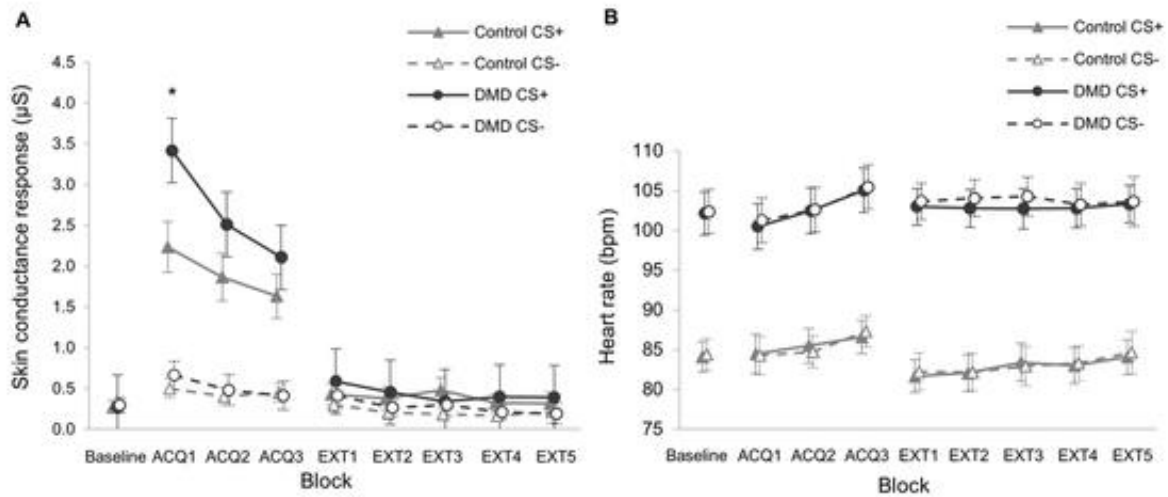 A
Control CS+
Control CS-
DMD CS+
DMD CS-
*
Skin conductance response (µS)
4.5
4.0
3.5
3.0
2.5
2.0
1.5
1.0
0.5
0.0
Baseline ACQ1 ACQ2 ACQ3 EXT1 EXT2 EXT3 EXT4 EXT5
Block
B
Control CS+
Control CS-
DMD CS+
DMD CS-
Heart rate (bpm)
110
105
100
95
90
85
80
75
Baseline ACQ1 ACQ2 ACQ3 EXT1 EXT2 EXT3 EXT4 EXT5
Block